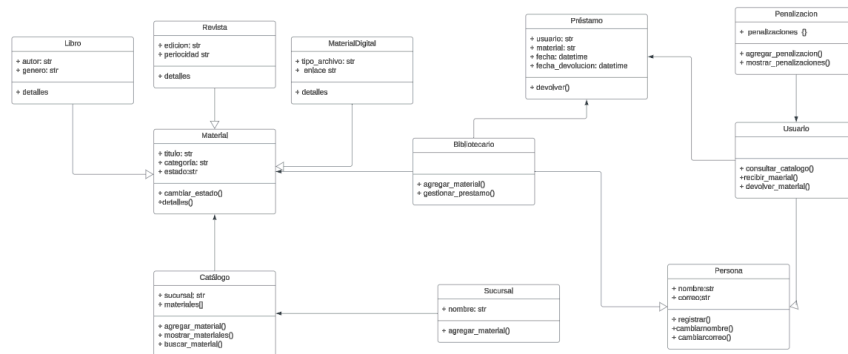 Libro
+ autor: str
+ genero: str
+ detalles
Revista
+ edicion: str
+ periocidad str
+ detalles
MaterialDigital
+ tipo_archivo: str
+ enlace str
+ detalles
Préstamo
+ usuario: str
+ material: str
+ fecha: datetime
+ fecha_devolucion: datetime
+ devolver()
Penalizacion
+ penalizaciones {}
+ agregar_penalizacion()
+ mostrar_penalizaciones()
Material
+ titulo: str
+ categoría: str
+ estado:str
+ cambiar_estado()
+detalles()
Bibliotecario
+ agregar_material()
+ gestionar_prestamo()
Usuario
+ consultar_catalogo()
+recibir_maerial()
+ devolver_material()
Catálogo
+ sucursal: str
+ materiales[]
+ agregar_material()
+ mostrar_materiales()
+ buscar_material()
Sucursal
+ nombre: str
+ agregar_material()
Persona
+ nombre:str
+ correo:str
+ registrar()
+cambiarnombre()
+ cambiarcorreo()